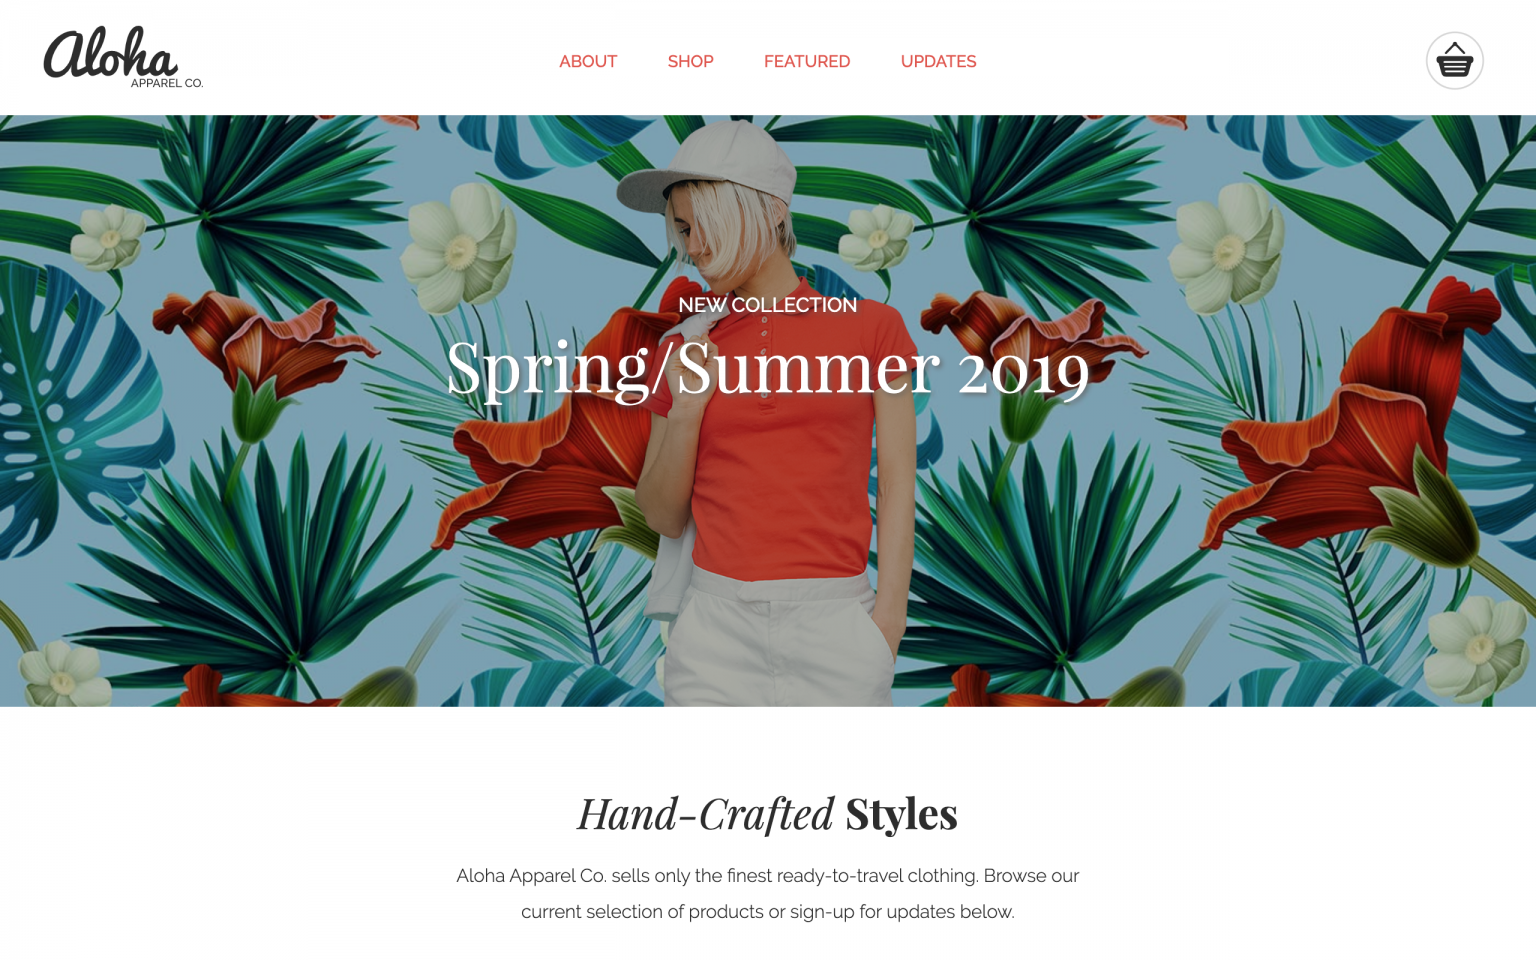 Aloha
APPAREL CO.
ABOUT SHOP FEATURED UPDATES
NEW COLLECTION
Spring/Summer 2019
Hand-Crafted Styles
Aloha Apparel Co. sells only the finest ready-to-travel clothing. Browse our
current selection of products or sign-up for updates below.